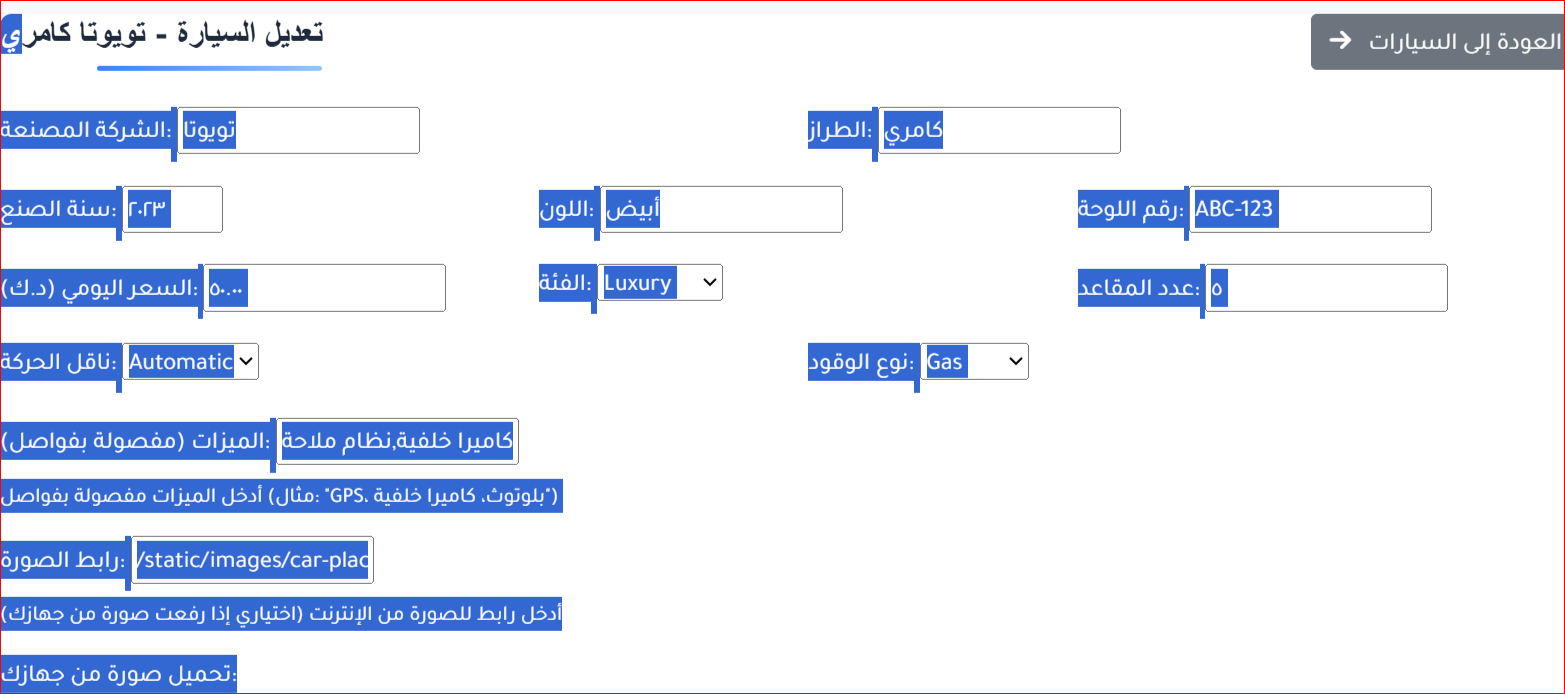 تعديل السيارة - تويوتا كامري
العودة إلى السيارات →
الشركة المصنعة: تويوتا
الطراز: كامري
سنة الصنع: ٢٠٢٣
اللون: أبيض
رقم اللوحة: ABC-123
السعر اليومي (د.ك): ٥٠.٠٠
الفئة: Luxury
عدد المقاعد: ٥
ناقل الحركة: Automatic
نوع الوقود: Gas
الميزات (مفصولة بفواصل): كاميرا خلفية,نظام ملاحة
أدخل الميزات مفصولة بفواصل (مثال: "GPS، بلوتوث، كاميرا خلفية")
رابط الصورة: /static/images/car-plac
أدخل رابط للصورة من الإنترنت (اختياري إذا رفعت صورة من جهازك)
تحميل صورة من جهازك: